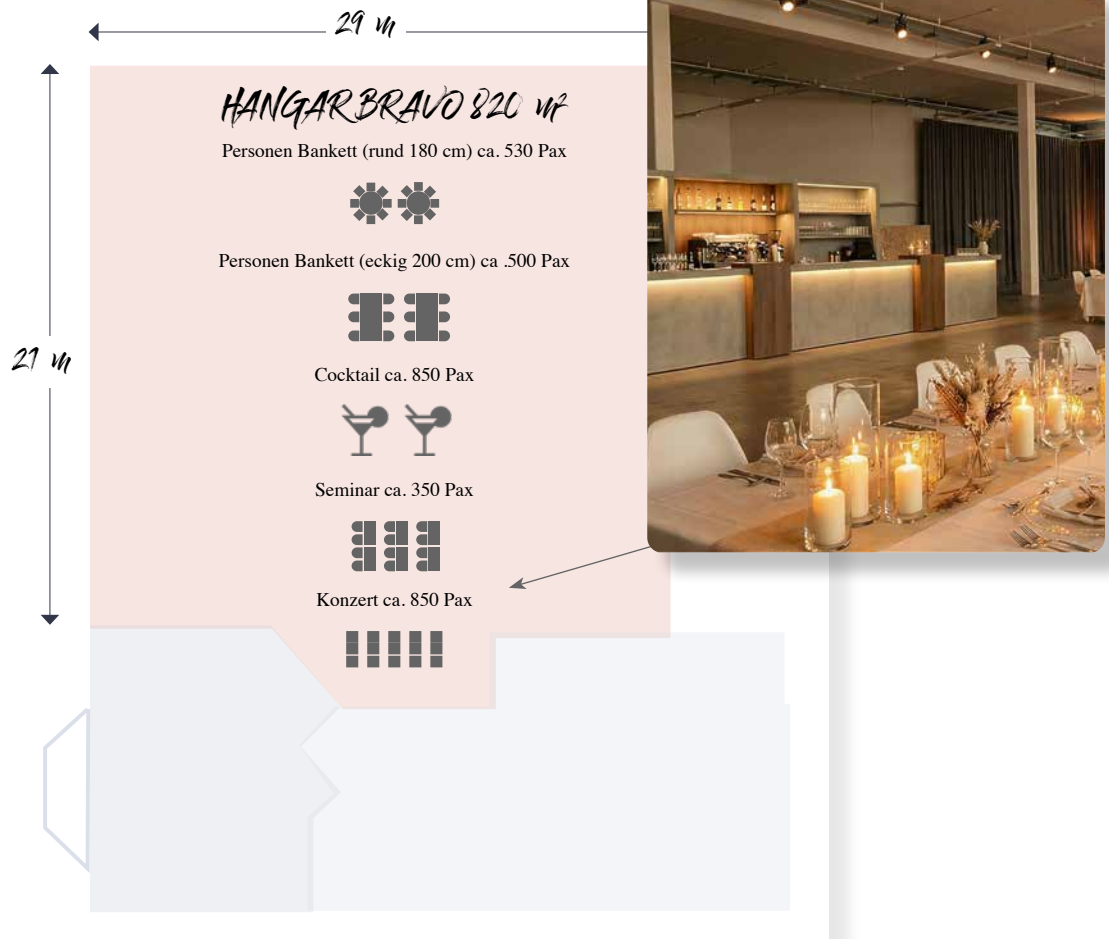 29 m
HANGAR BRAVO 820 m²
Personen Bankett (rund 180 cm) ca. 530 Pax
Personen Bankett (eckig 200 cm) ca .500 Pax
27 m
Cocktail ca. 850 Pax
Seminar ca. 350 Pax
Konzert ca. 850 Pax